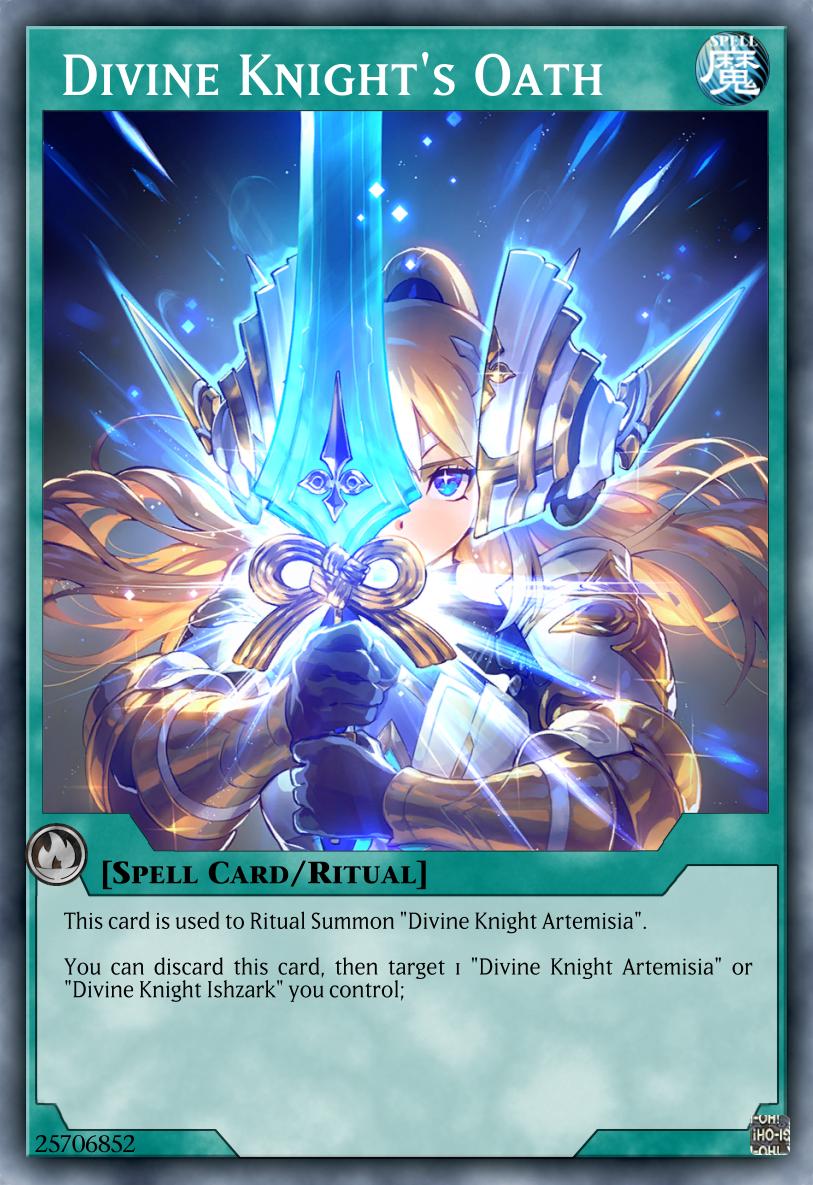 Divine Knight's Oath
SPELL
魔
[Spell Card/Ritual]
This card is used to Ritual Summon "Divine Knight Artemisia".
You can discard this card, then target 1 "Divine Knight Artemisia" or
"Divine Knight Ishzark" you control;
25706852